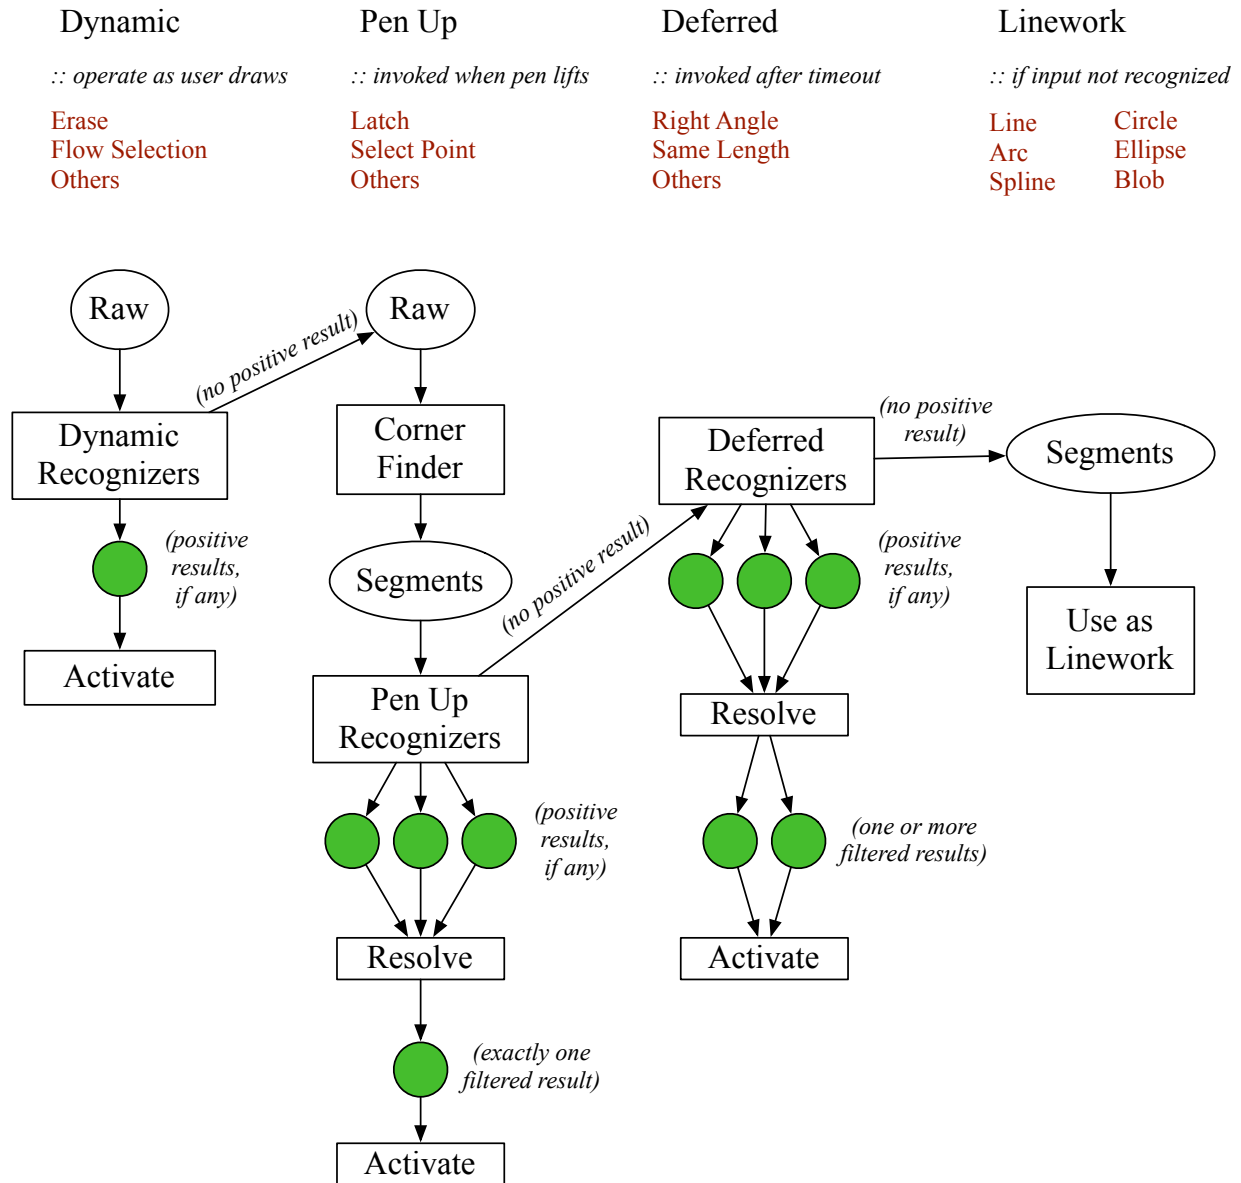 Dynamic
:: operate as user draws
Erase
Flow Selection
Others
Pen Up
:: invoked when pen lifts
Latch
Select Point
Others
Deferred
:: invoked after timeout
Right Angle
Same Length
Others
Linework
:: if input not recognized
Line
Arc
Spline
Circle
Ellipse
Blob
Raw
Dynamic
Recognizers
(positive
results,
if any)
Activate
(no positive result)
Raw
Corner
Finder
Segments
Pen Up
Recognizers
(positive
results,
if any)
Resolve
(exactly one
filtered result)
Activate
(no positive result)
Deferred
Recognizers
(positive
results,
if any)
Resolve
(one or more
filtered results)
Activate
(no positive
result)
Segments
Use as
Linework